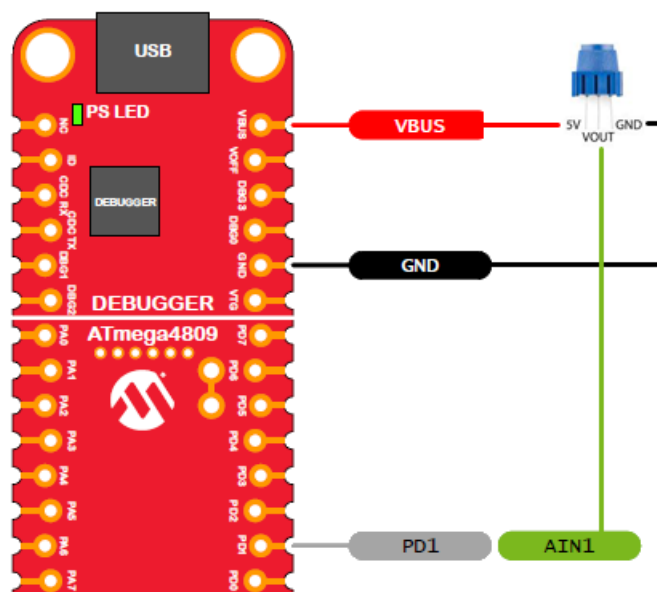 USB
PS LED
NC
ID
CDC RX
CDC TX
DBG1
DBG2
DEBUGGER
VBUS
VOFF
DBG3
DBG0
GND
VTG
VBUS
5V
VOUT
GND
GND
DEBUGGER
ATmega4809
PA0
PA1
PA2
PA3
PA4
PA5
PA6
PA7
PD7
PD6
PD5
PD4
PD3
PD2
PD1
PD0
PD1
AIN1